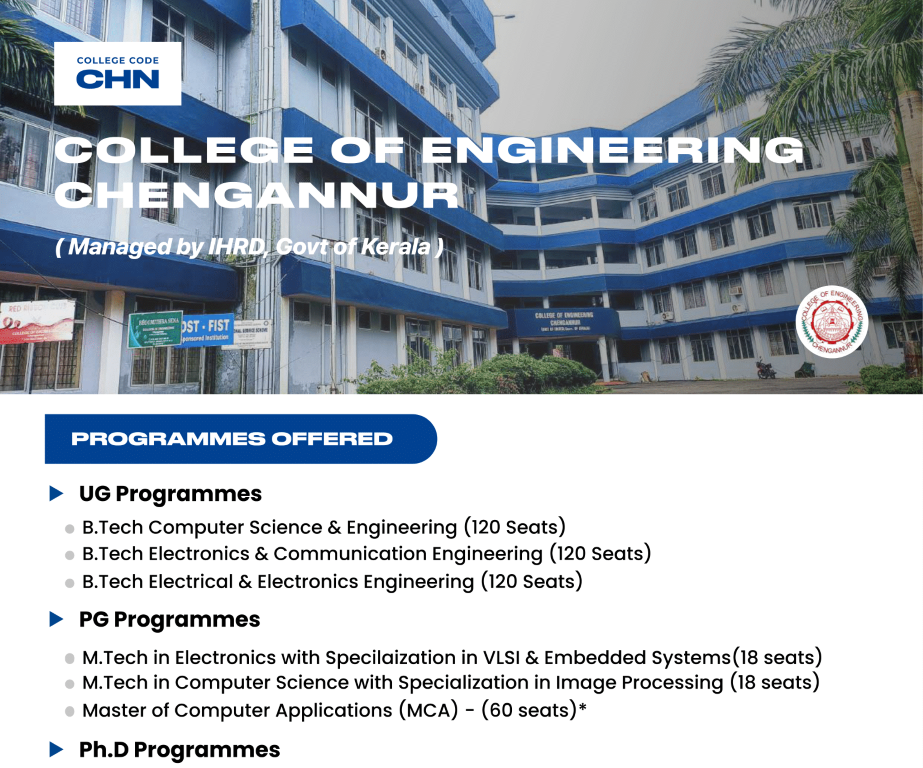 COLLEGE CODE
CHN
COLLEGE OF ENGINEERING
CHENGANNUR
( Managed by IHRD, Govt of Kerala )
RED RI
DST - FIST
ponsored Institution
COLLEGE OF ENGINEERING
CHENGANNUR
COLLEGE OF ENGINEERING
CHENGANNUR
PROGRAMMES OFFERED
UG Programmes
B.Tech Computer Science & Engineering (120 Seats)
B.Tech Electronics & Communication Engineering (120 Seats)
B.Tech Electrical & Electronics Engineering (120 Seats)
PG Programmes
M.Tech in Electronics with Specilaization in VLSI & Embedded Systems(18 seats)
M.Tech in Computer Science with Specialization in Image Processing (18 seats)
Master of Computer Applications (MCA) - (60 seats)*
Ph.D Programmes